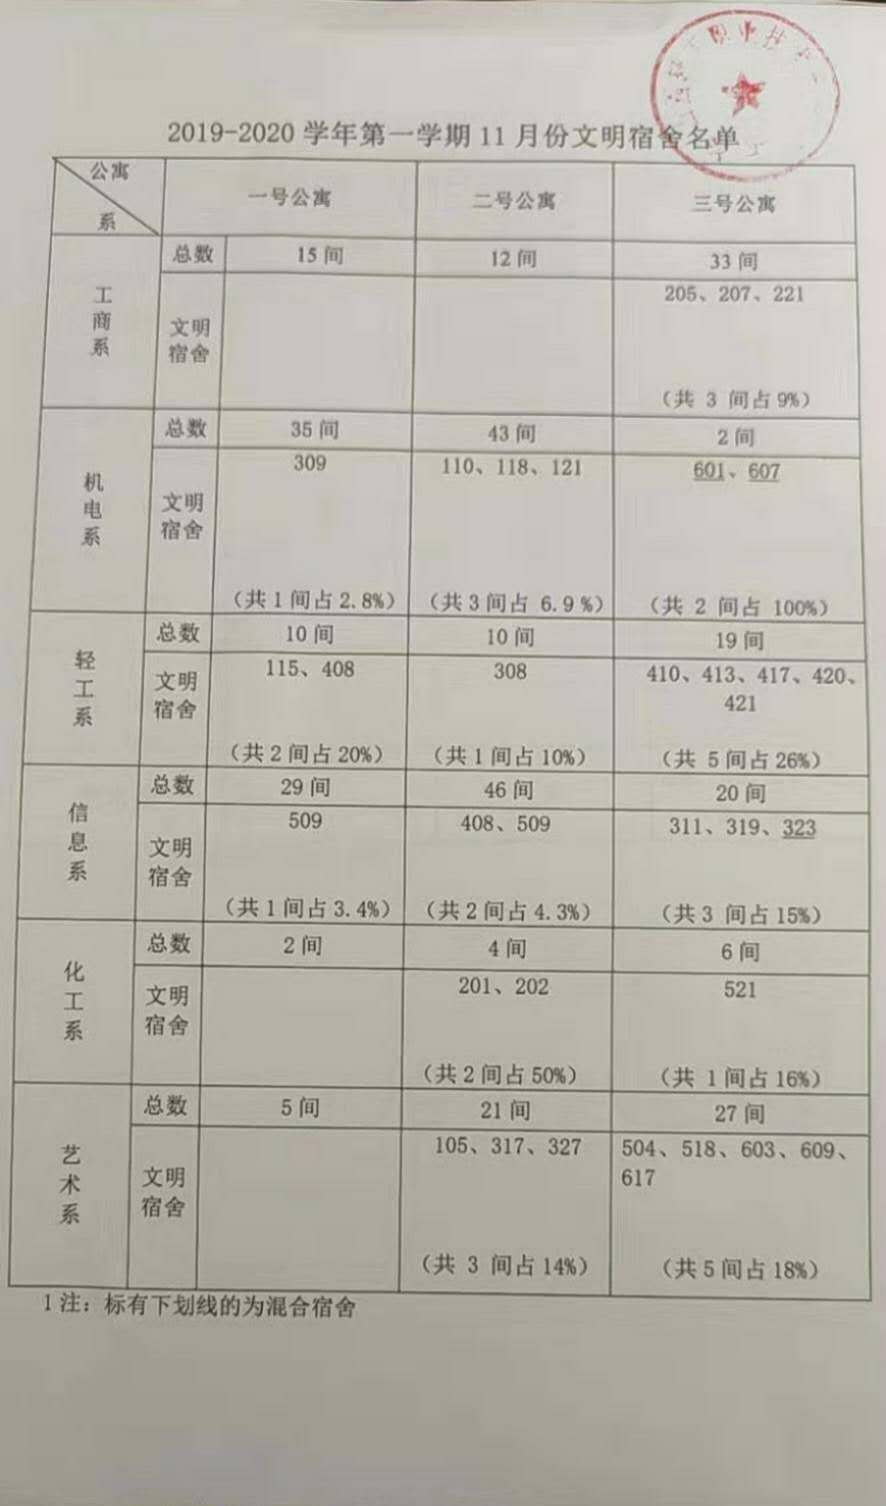 2019-2020 学年第一学期 11 月份文明宿舍名单
公寓
系
一号公寓 二号公寓 三号公寓
工商系
总数 15 间 12 间 33 间
文明宿舍
205、207、221
(共 3 间占 9%)
机电系
总数 35 间 43 间 2 间
文明宿舍
309 110、118、121 601、607
(共 1 间占 2.8%) (共 3 间占 6.9 %) (共 2 间占 100%)
轻工系
总数 10 间 10 间 19 间
文明宿舍
115、408 308 410、413、417、420、
421
(共 2 间占 20%) (共 1 间占 10%) (共 5 间占 26%)
信息系
总数 29 间 46 间 20 间
文明宿舍
509 408、509 311、319、323
(共 1 间占 3.4%) (共 2 间占 4.3%) (共 3 间占 15%)
化工系
总数 2 间 4 间 6 间
文明宿舍
201、202 521
(共 2 间占 50%) (共 1 间占 16%)
艺术系
总数 5 间 21 间 27 间
文明宿舍
105、317、327 504、518、603、609、
617
(共 3 间占 14%) (共 5 间占 18%)
1 注：标有下划线的为混合宿舍